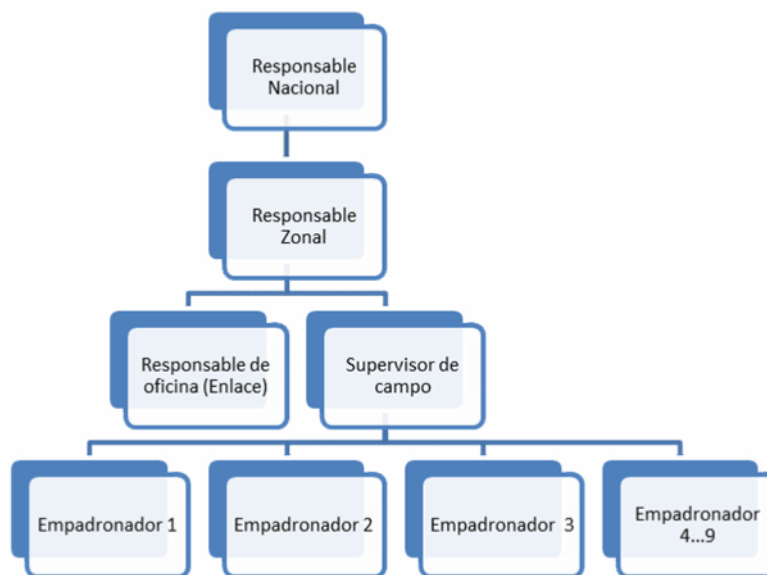 Responsable
Nacional
Responsable
Zonal
Responsable de
oficina (Enlace)
Supervisor de
campo
Empadronador 1
Empadronador 2
Empadronador 3
Empadronador
4...9